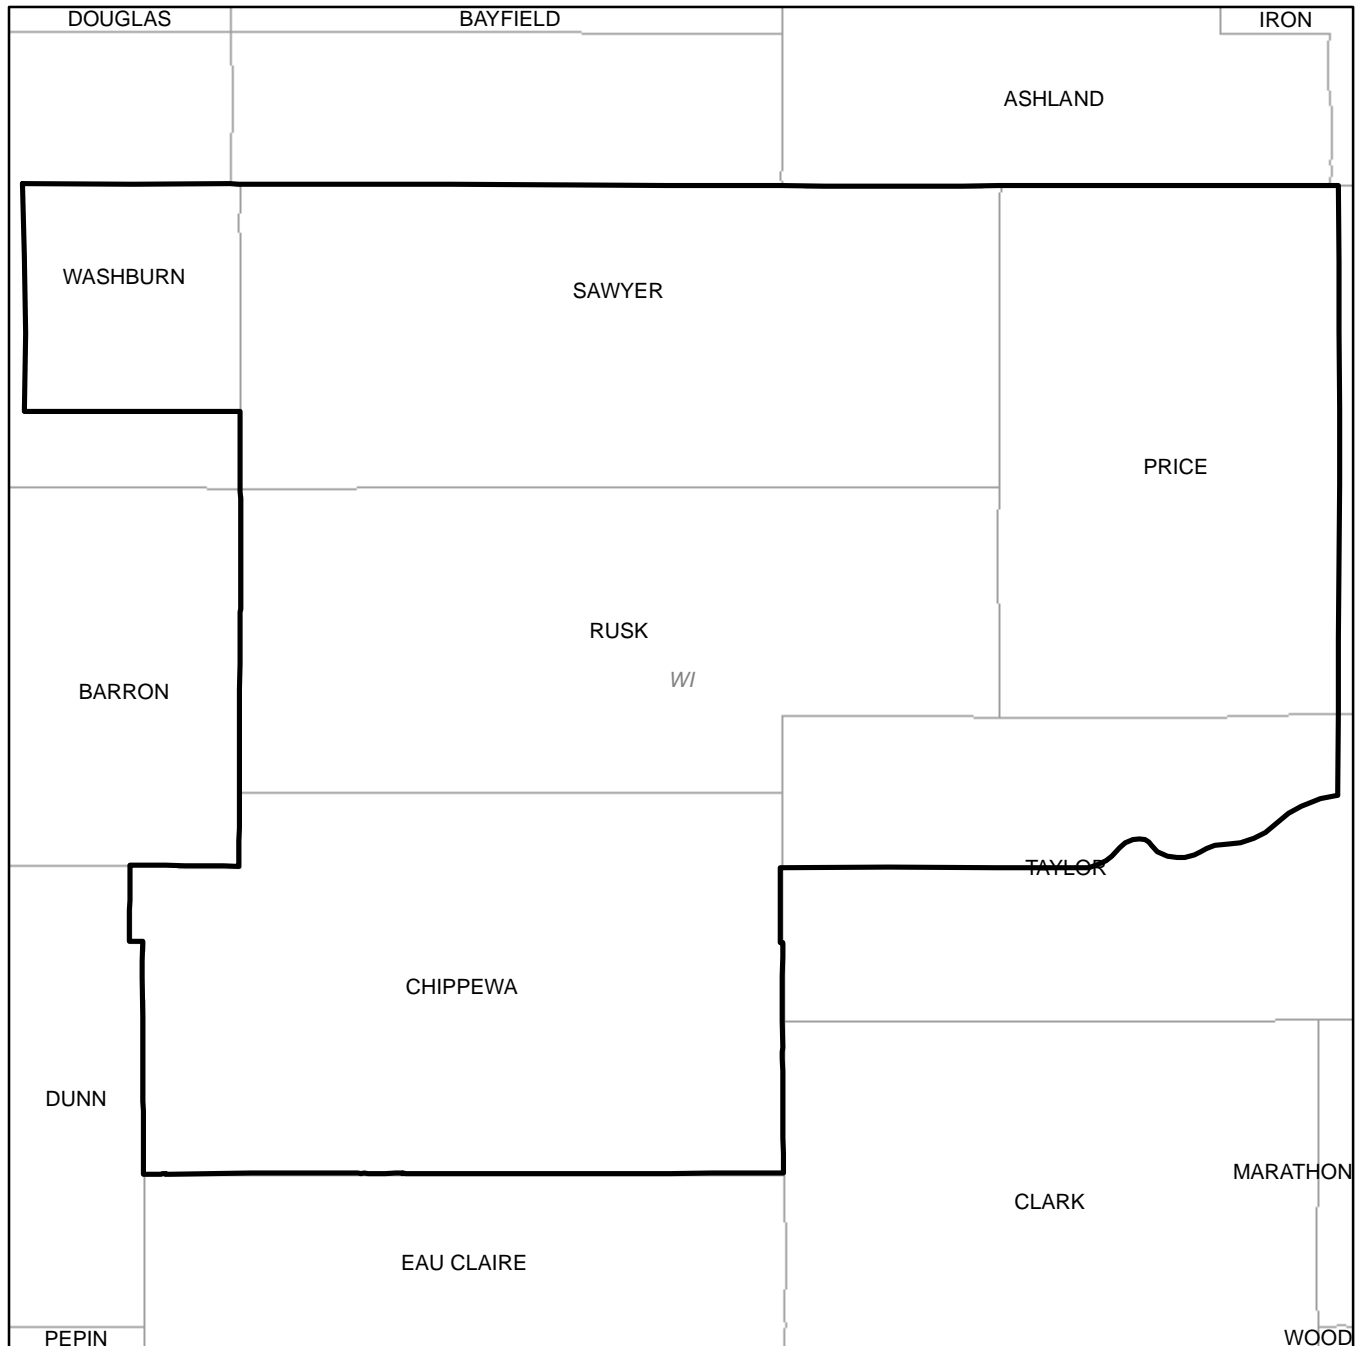 DOUGLAS
BAYFIELD
IRON
ASHLAND
WASHBURN
SAWYER
PRICE
RUSK
WI
BARRON
TAYLOR
CHIPPEWA
DUNN
MARATHON
CLARK
EAU CLAIRE
PEPIN
WOOD